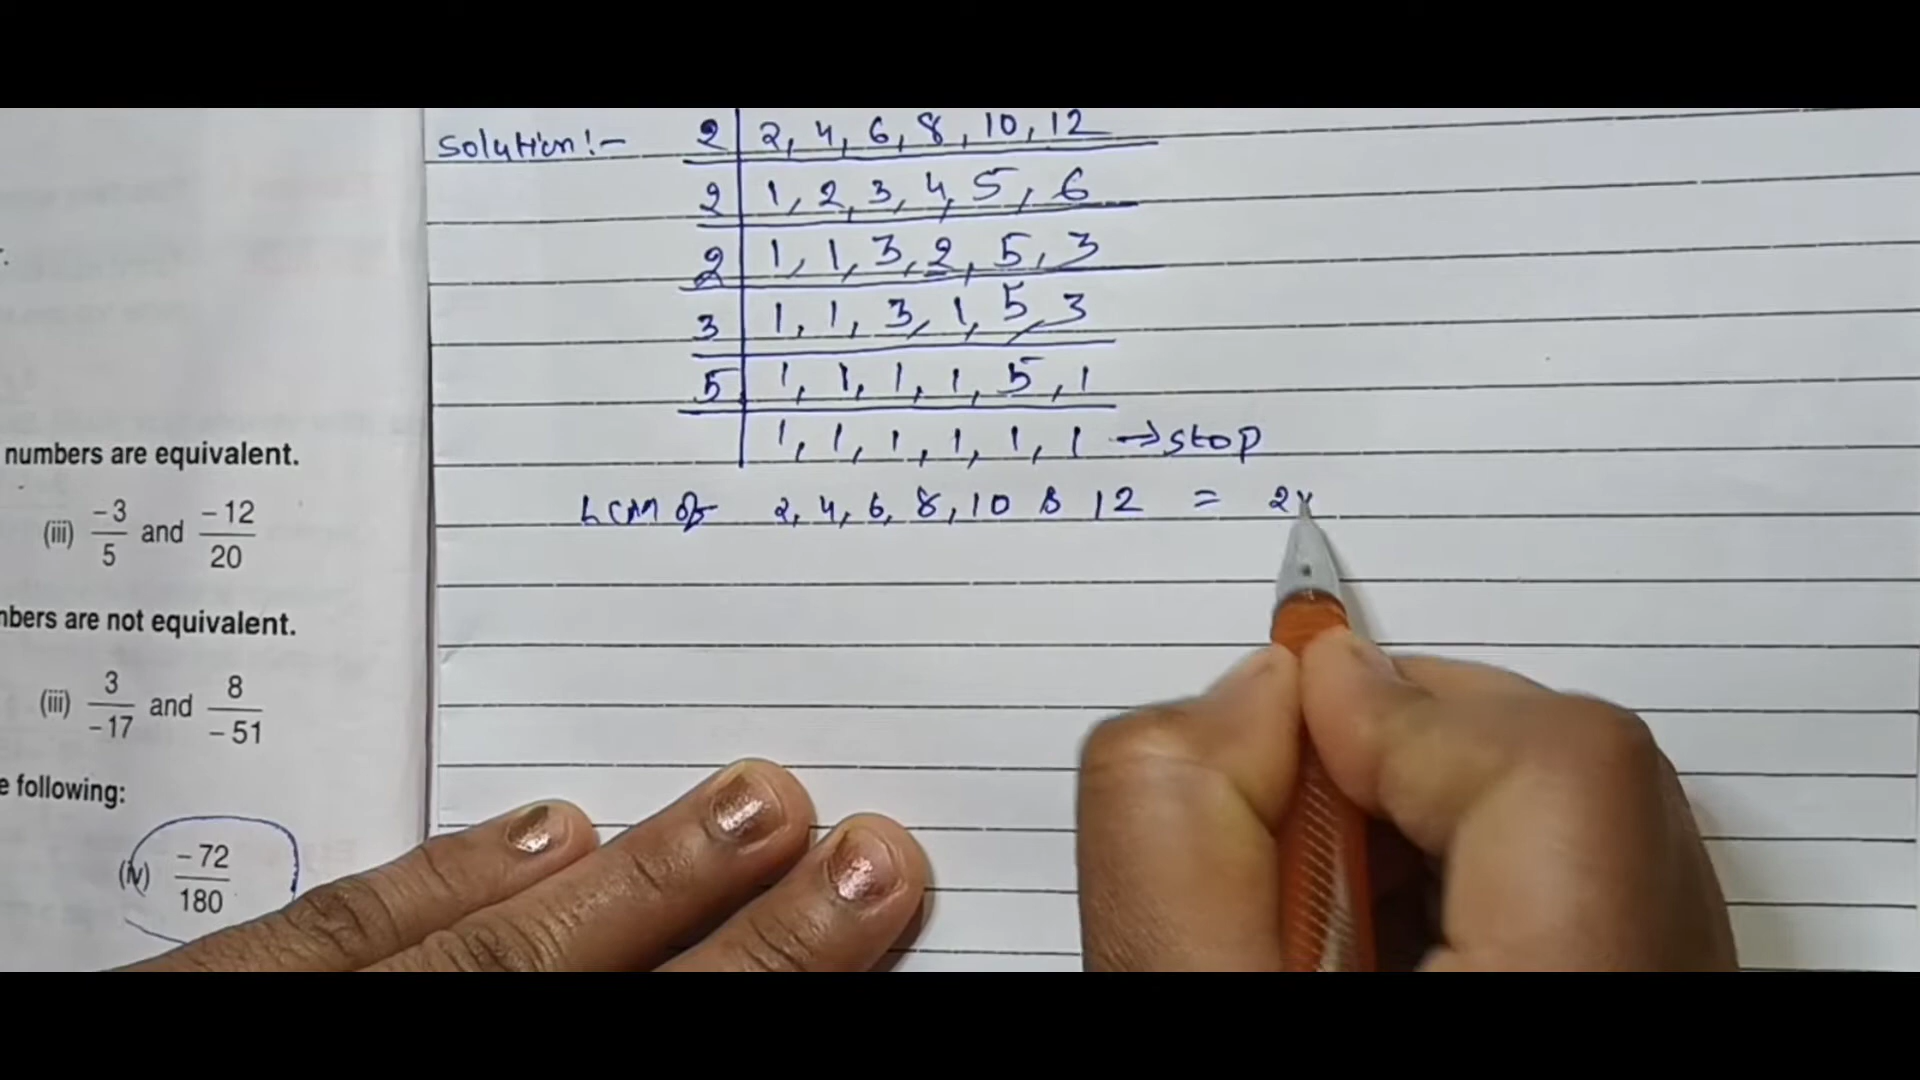 Solution:-
2 | 2, 4, 6, 8, 10, 12
2 | 1, 2, 3, 4, 5, 6
2 | 1, 1, 3, 2, 5, 3
3 | 1, 1, 3, 1, 5, 3
5 | 1, 1, 1, 1, 5, 1
1, 1, 1, 1, 1, 1 → stop
LCM of 2, 4, 6, 8, 10 & 12 = 2x
numbers are equivalent.
(iii) -3/5 and -12/20
are not equivalent.
(iii) 3/-17 and 8/-51
following:
(iv) -72/180